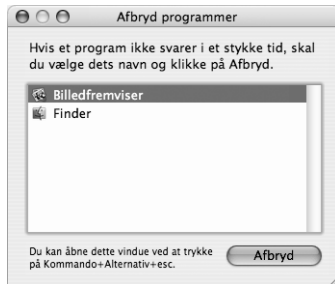 Afbryd programmer
Hvis et program ikke svarer i et stykke tid, skal
du vælge dets navn og klikke på Afbryd.
Billedfremviser
Finder
Du kan åbne dette vindue ved at trykke
på Kommando+Alternativ+esc.
Afbryd